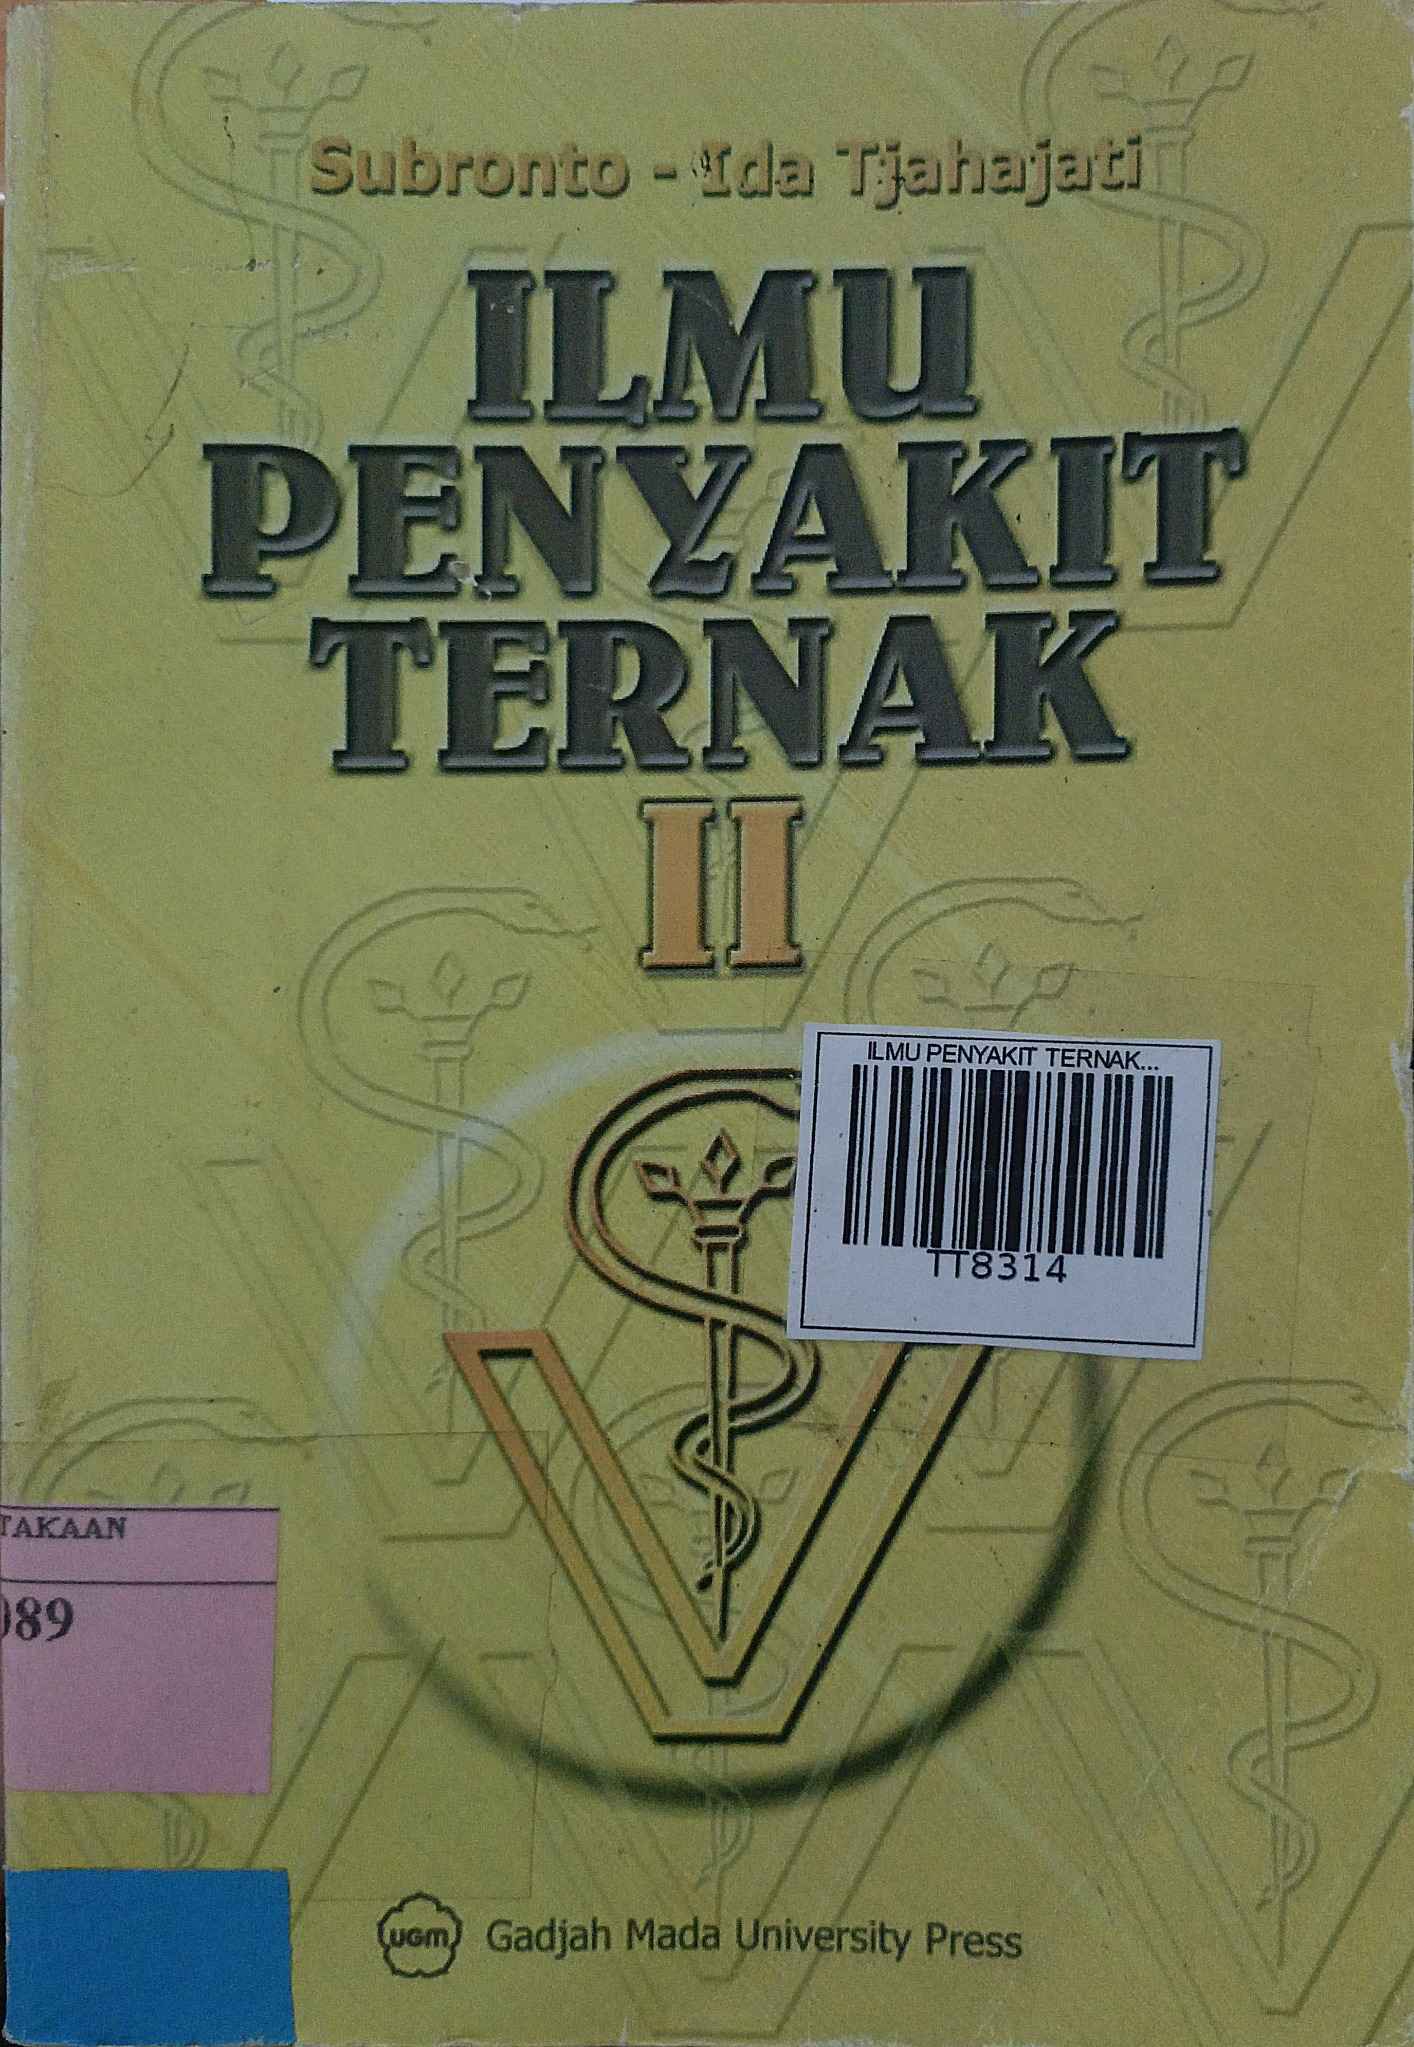 Subronto - Ida Tjahajati
ILMU
PENYAKIT
TERNAK
II
ILMU PENYAKIT TERNAK...
TT8314
TAKAAN
089
UGM Gadjah Mada University Press